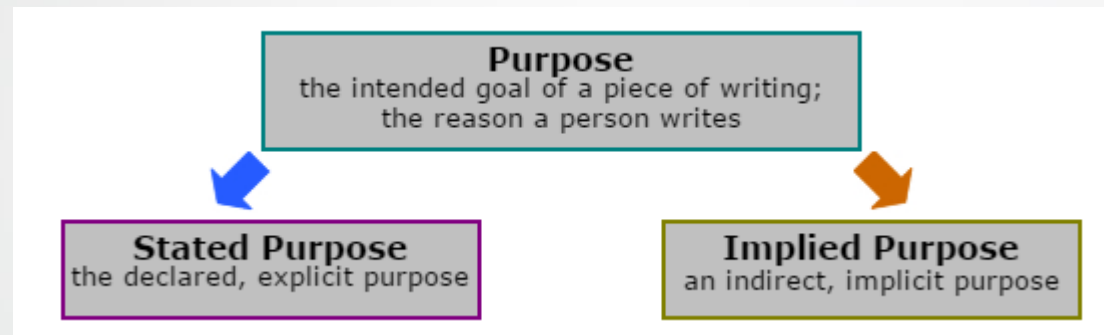 Purpose
the intended goal of a piece of writing;
the reason a person writes
Stated Purpose
the declared, explicit purpose
Implied Purpose
an indirect, implicit purpose